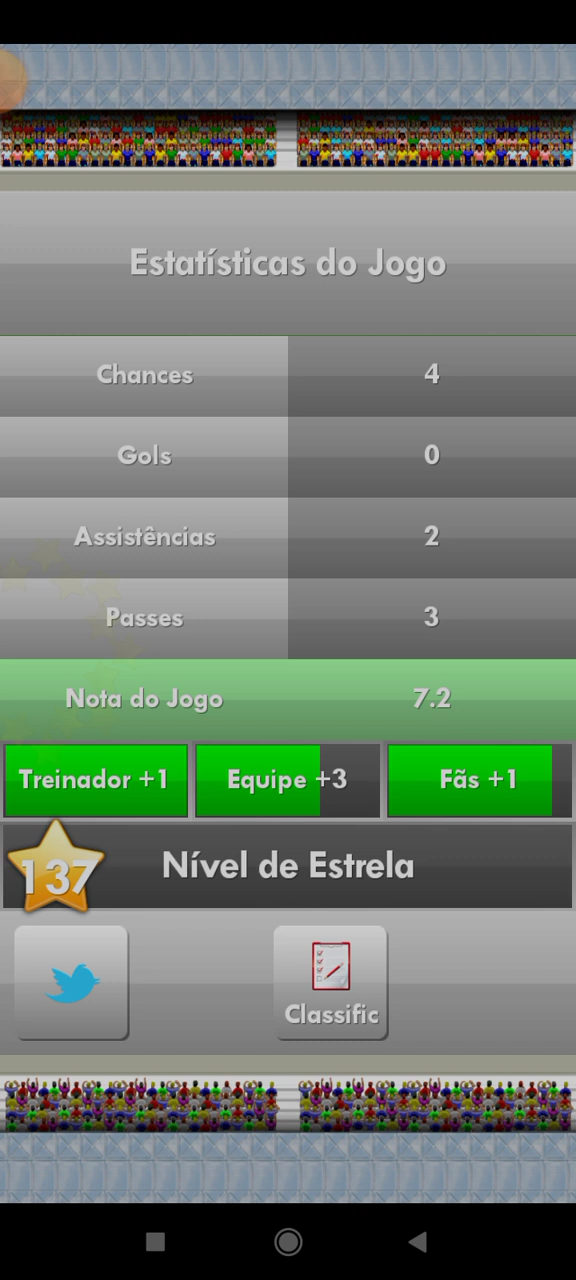 Estatísticas do Jogo
Chances 4
Gols 0
Assistências 2
Passes 3
Nota do Jogo 7.2
Treinador +1 Equipe +3 Fãs +1
137 Nível de Estrela
Classific